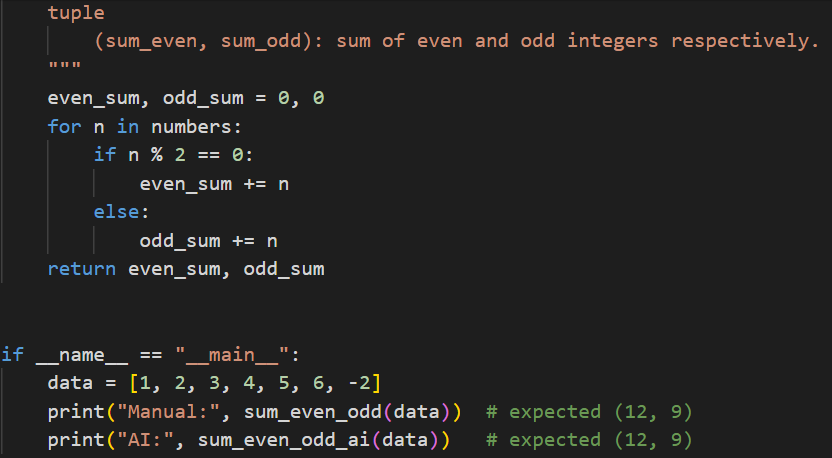 tuple
(sum_even, sum_odd): sum of even and odd integers respectively.
"""
even_sum, odd_sum = 0, 0
for n in numbers:
if n % 2 == 0:
even_sum += n
else:
odd_sum += n
return even_sum, odd_sum
if __name__ == "__main__":
data = [1, 2, 3, 4, 5, 6, -2]
print("Manual:", sum_even_odd(data))  # expected (12, 9)
print("AI:", sum_even_odd_ai(data))   # expected (12, 9)